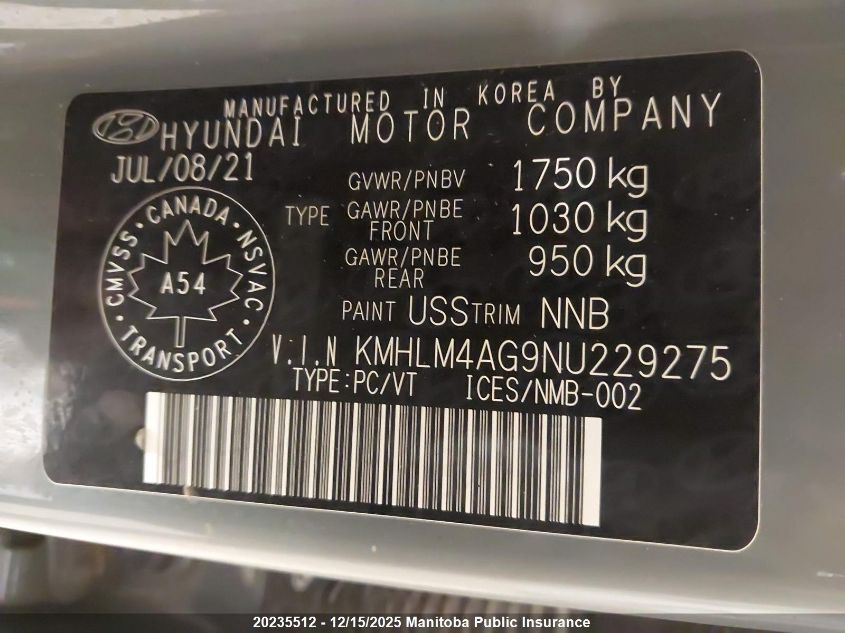 MANUFACTURED IN KOREA BY
HYUNDAI MOTOR COMPANY
JUL/08/21
GVWR/PNBV 1750 kg
TYPE GAWR/PNBE FRONT 1030 kg
GAWR/PNBE REAR 950 kg
CANADA · NSVAC · TRANSPORT · CMVSS
A54
PAINT USS TRIM NNB
V.I.N KMHLM4AG9NU229275
TYPE:PC/VT ICES/NMB-002
20235512 - 12/15/2025 Manitoba Public Insurance